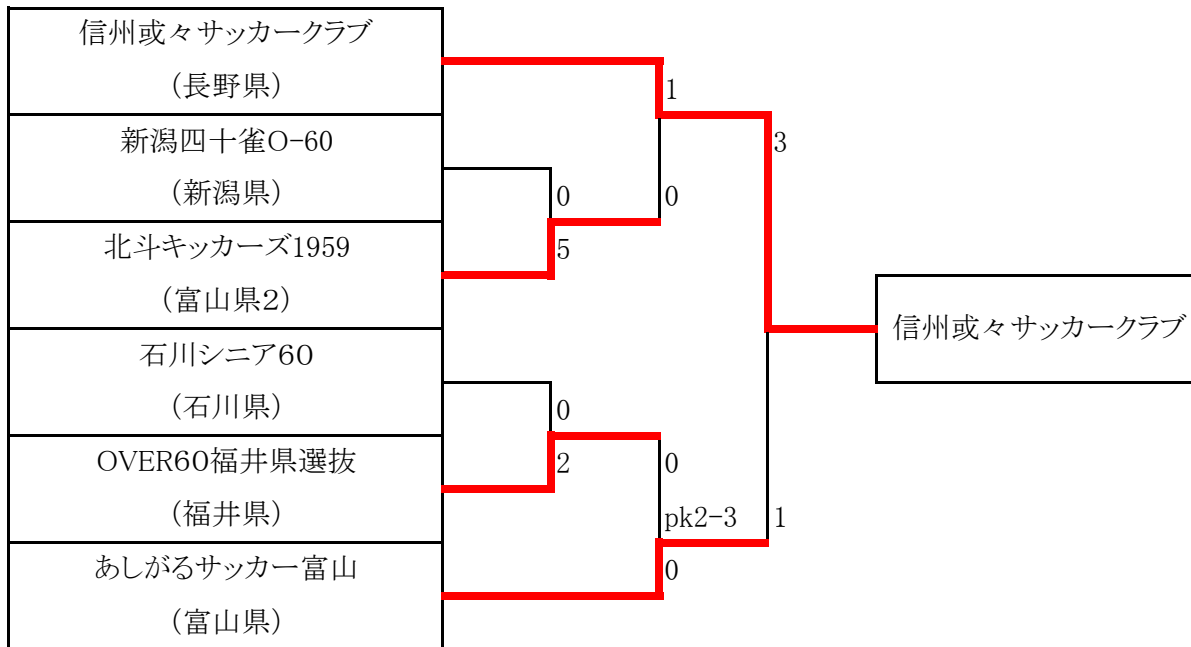 信州或々サッカークラブ
（長野県）
新潟四十雀O-60
（新潟県）
北斗キッカーズ1959
（富山県２）
石川シニア６０
（石川県）
OVER６０福井県選抜
（福井県）
あしがるサッカー富山
（富山県）
1
3
0
0
5
0
2
0
pk2-3
1
0
信州或々サッカークラブ